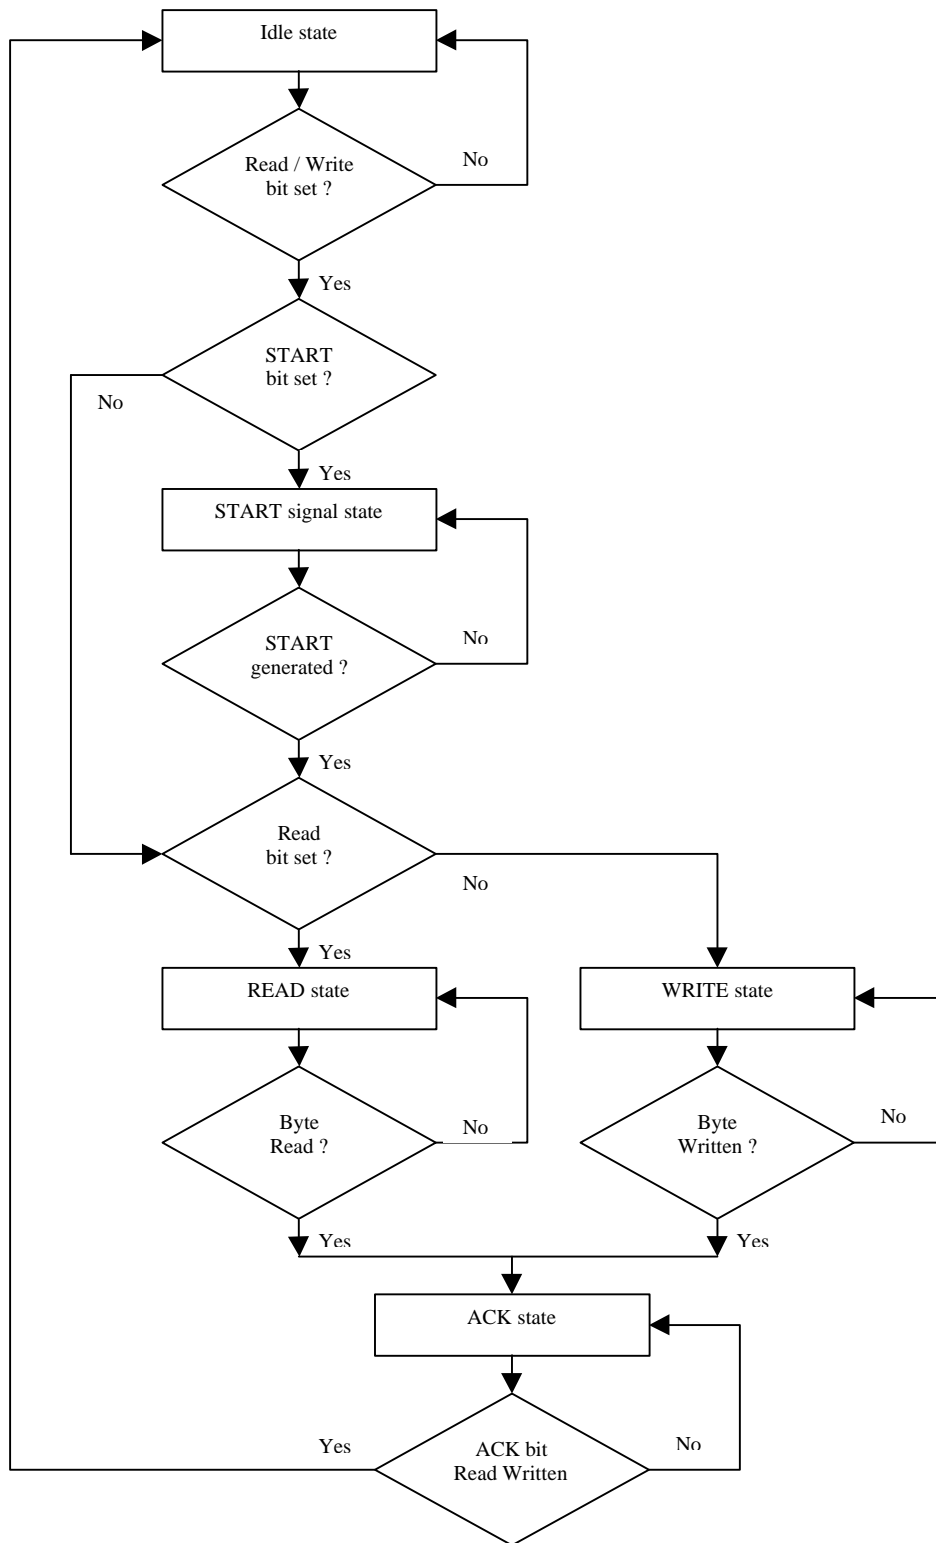 Idle state
Read / Write
bit set ?
No
Yes
START
bit set ?
No
Yes
START signal state
START
generated ?
No
Yes
Read
bit set ?
No
Yes
READ state
WRITE state
Byte
Read ?
No
Byte
Written ?
No
Yes
Yes
ACK state
Yes
ACK bit
Read Written
No